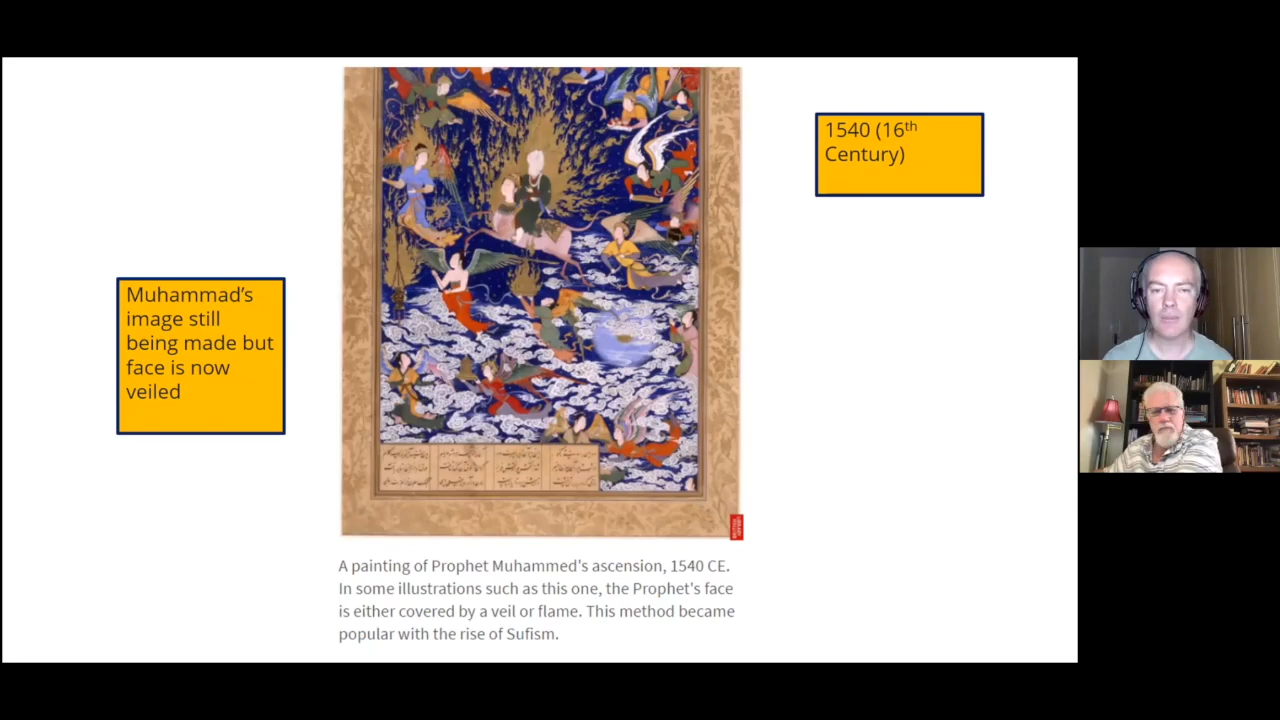 1540 (16th
Century)
Muhammad’s
image still
being made but
face is now
veiled
A painting of Prophet Muhammed's ascension, 1540 CE.
In some illustrations such as this one, the Prophet's face
is either covered by a veil or flame. This method became
popular with the rise of Sufism.